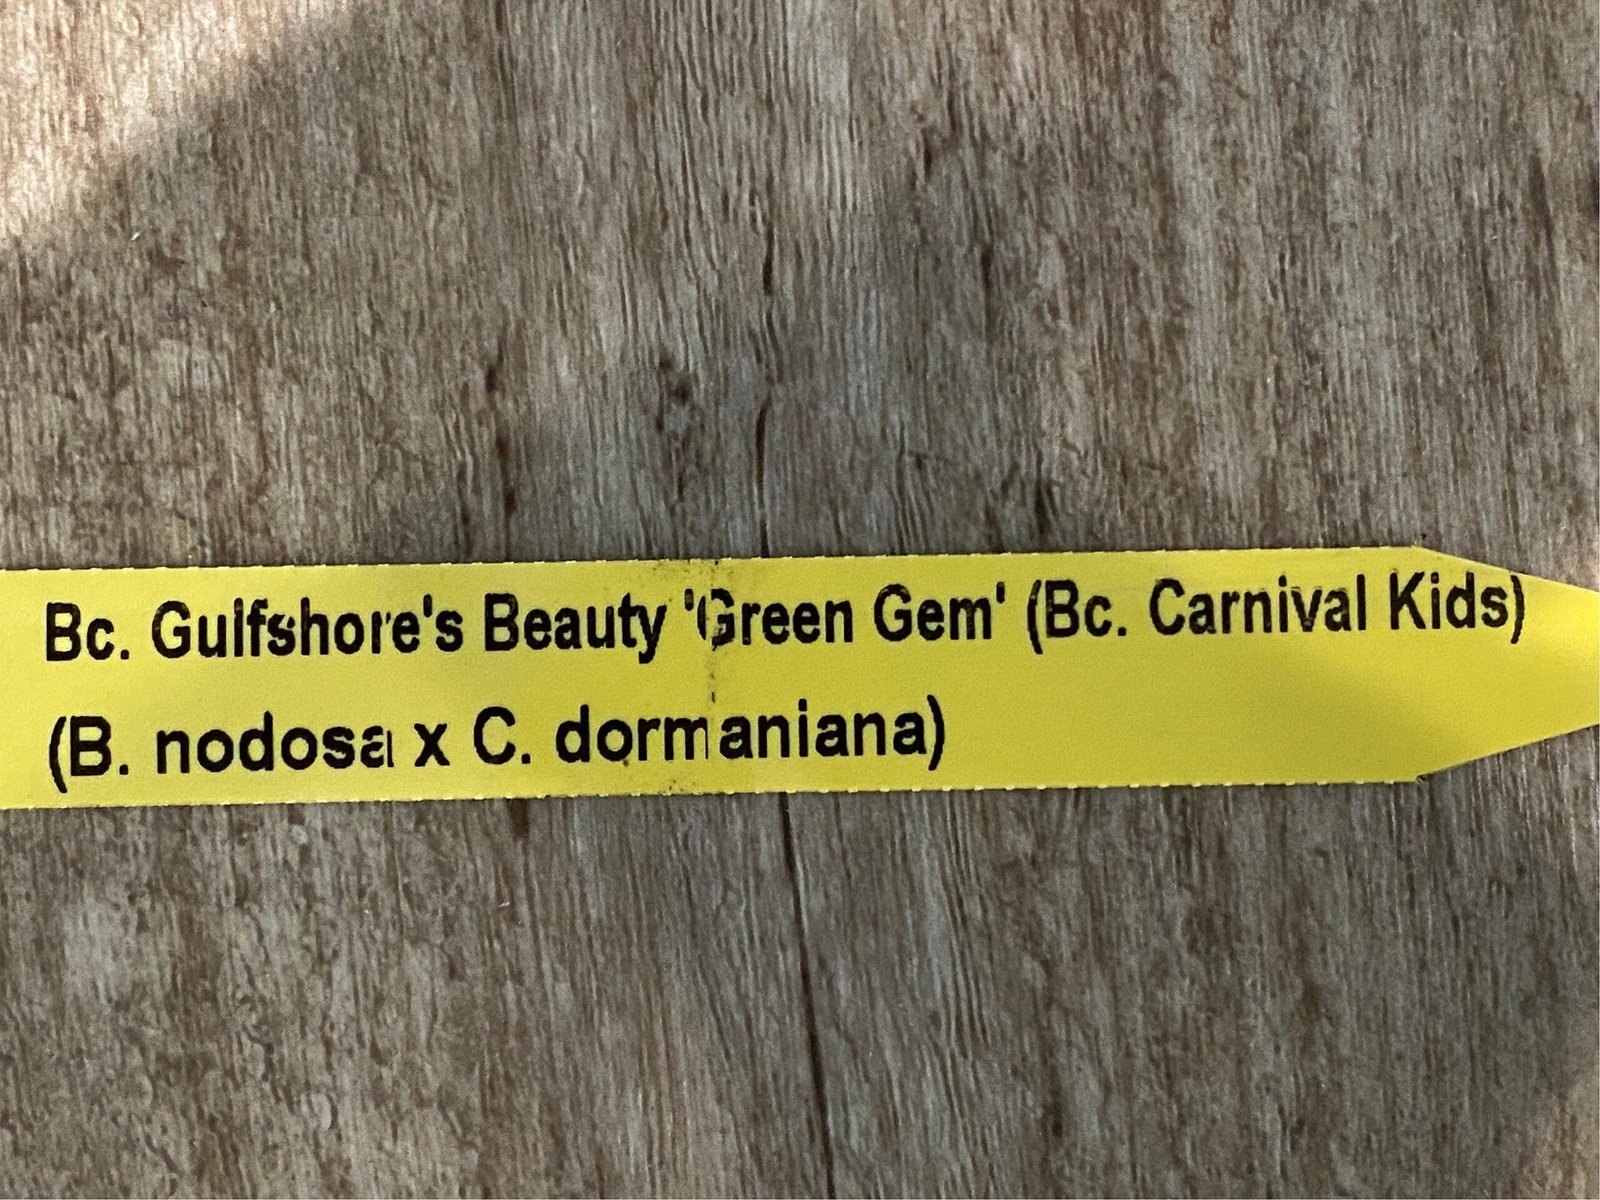 Bc. Gulfshore's Beauty 'Green Gem' (Bc. Carnival Kids)
(B. nodosa x C. dormaniana)